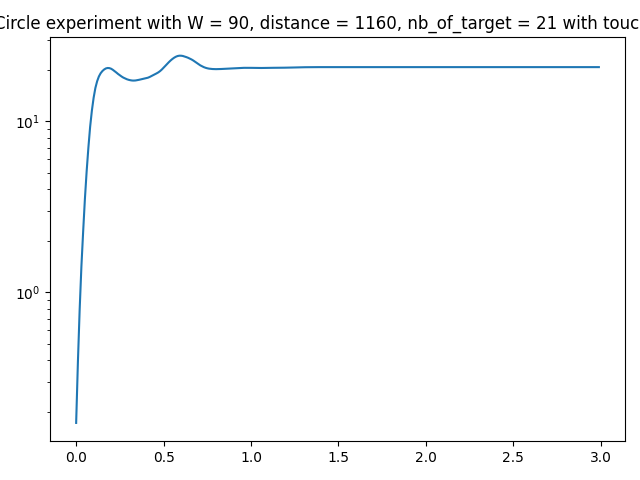 Circle experiment with W = 90, distance = 1160, nb_of_target = 21 with
10¹
10⁰
0.0 0.5 1.0 1.5 2.0 2.5 3.0